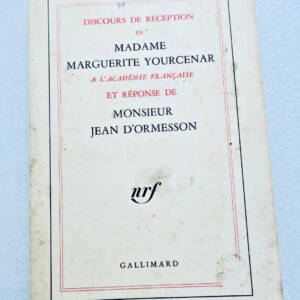 DISCOURS DE RÉCEPTION
DE
MADAME
MARGUERITE YOURCENAR
A L'ACADÉMIE FRANÇAISE
ET RÉPONSE DE
MONSIEUR
JEAN D'ORMESSON
nrf
GALLIMARD